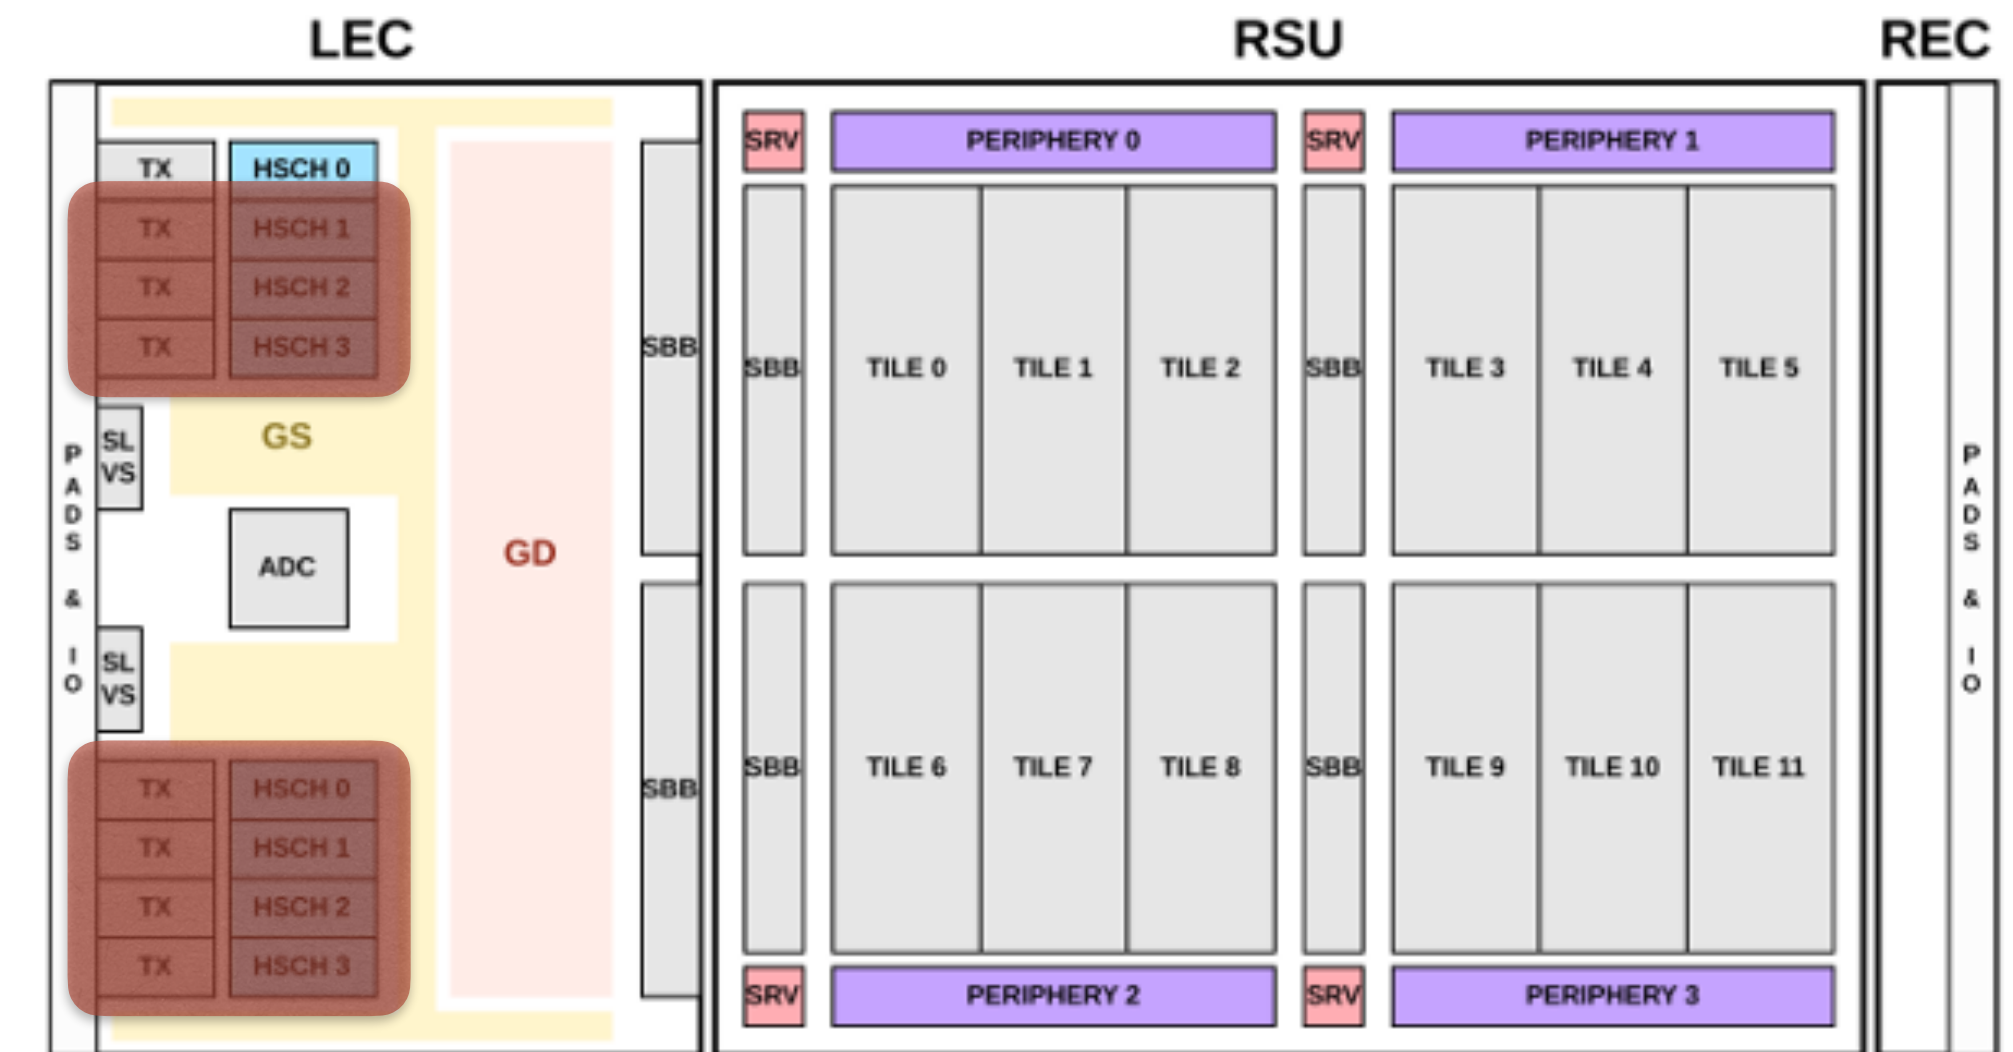 LEC
RSU
REC
TX
HSCH 0
TX
HSCH 1
TX
HSCH 2
TX
HSCH 3
SL
VS
GS
PADS & IO
ADC
GD
SL
VS
TX
HSCH 0
TX
HSCH 1
TX
HSCH 2
TX
HSCH 3
SBB
SBB
SRV
PERIPHERY 0
SRV
PERIPHERY 1
SBB
TILE 0
TILE 1
TILE 2
SBB
TILE 3
TILE 4
TILE 5
SBB
TILE 6
TILE 7
TILE 8
SBB
TILE 9
TILE 10
TILE 11
SRV
PERIPHERY 2
SRV
PERIPHERY 3
PADS & IO